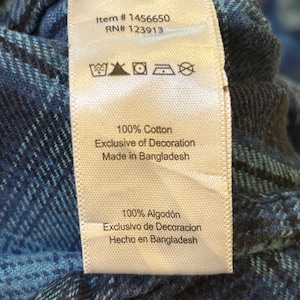 Item # 1456650
RN# 123913
100% Cotton
Exclusive of Decoration
Made in Bangladesh
100% Algodón
Exclusivo de Decoracion
Hecho en Bangladesh